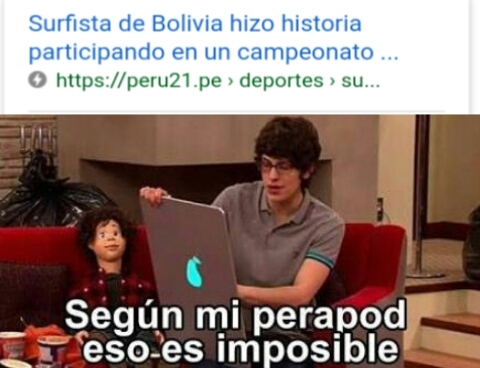 Surfista de Bolivia hizo historia
participando en un campeonato ...
https://peru21.pe › deportes › su...
Según mi perapod
eso es imposible